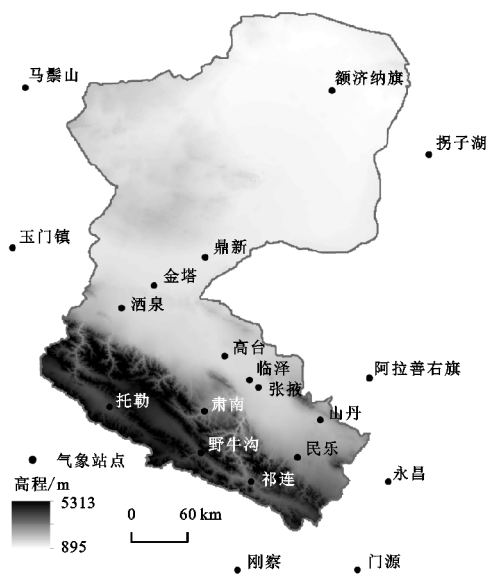 马鬃山
额济纳旗
拐子湖
玉门镇
鼎新
金塔
洒泉
高台
临泽
张掖
阿拉善右旗
托勒
肃南
山丹
野牛沟
民乐
祁连
永昌
气象站点
高程/m
5313
895
0 60 km
刚察
门源